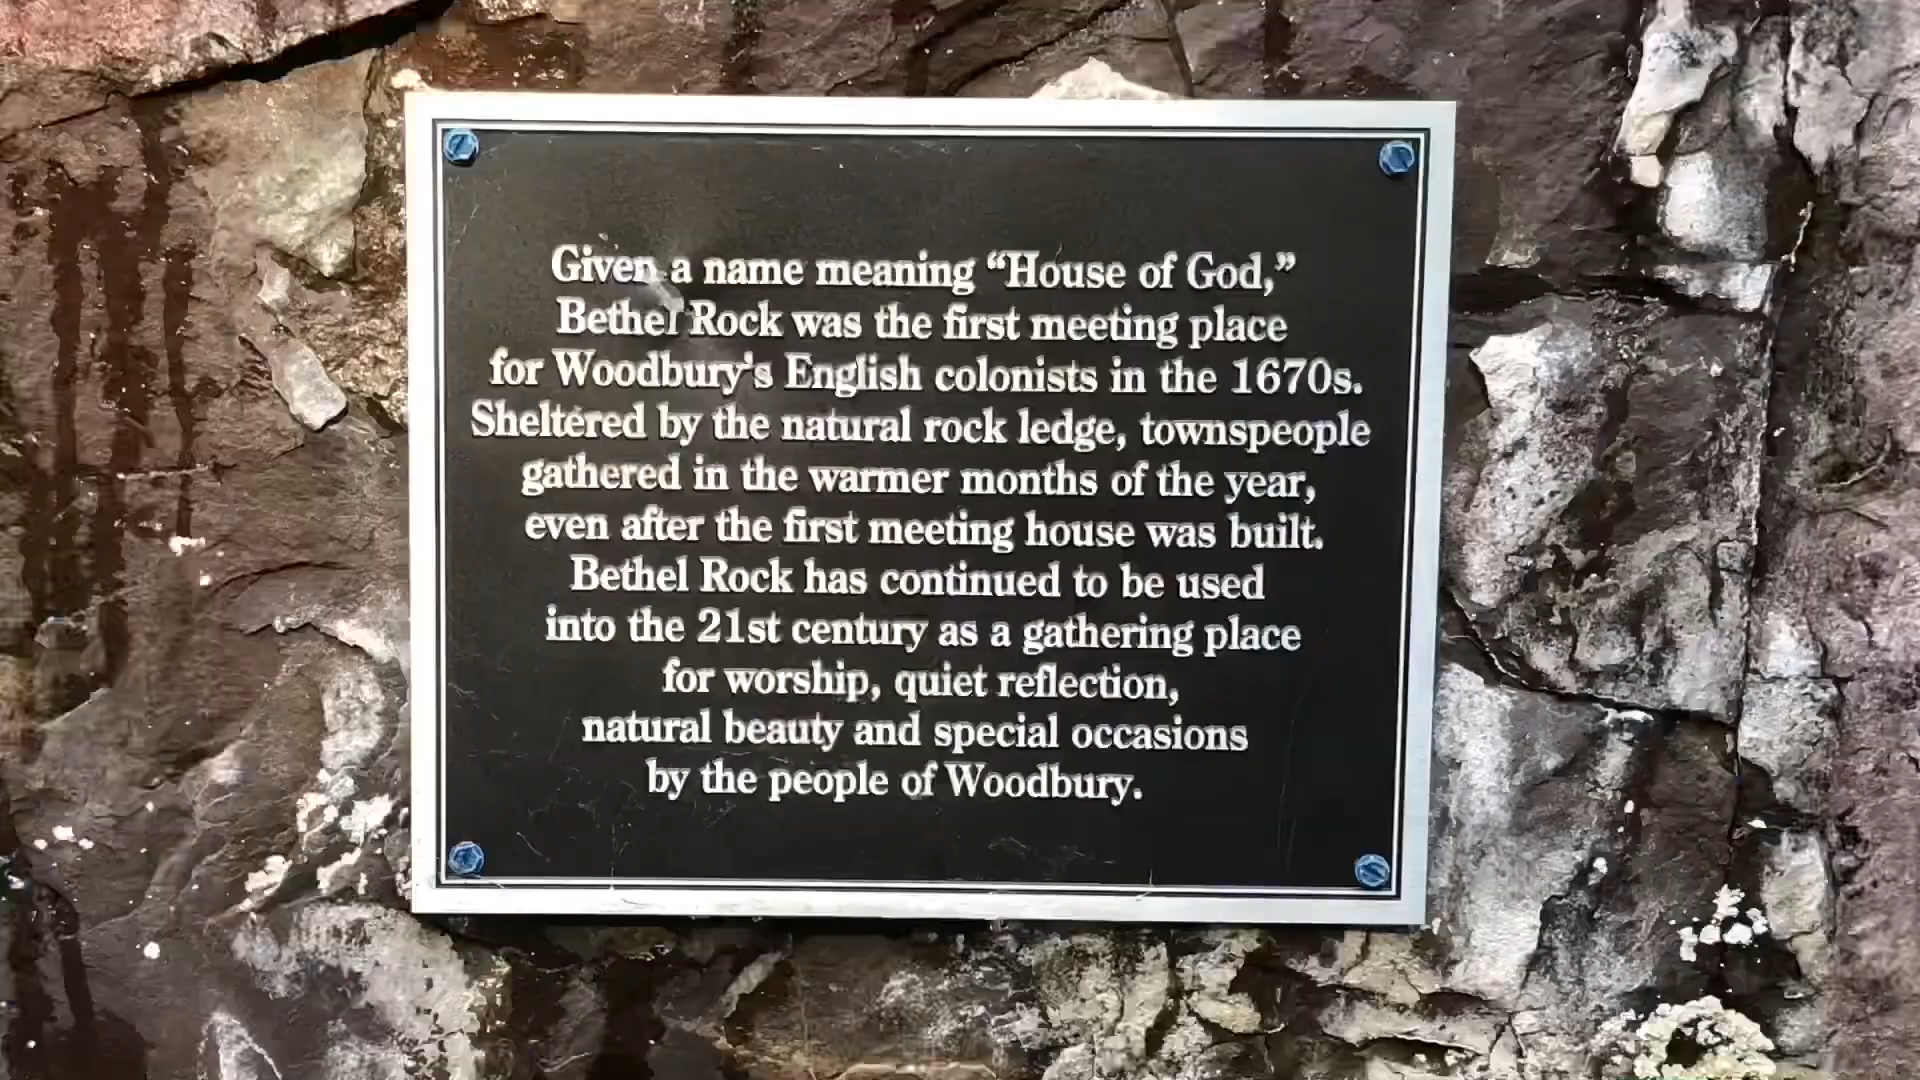 Given a name meaning “House of God,”
Bethel Rock was the first meeting place
for Woodbury's English colonists in the 1670s.
Sheltered by the natural rock ledge, townspeople
gathered in the warmer months of the year,
even after the first meeting house was built.
Bethel Rock has continued to be used
into the 21st century as a gathering place
for worship, quiet reflection,
natural beauty and special occasions
by the people of Woodbury.